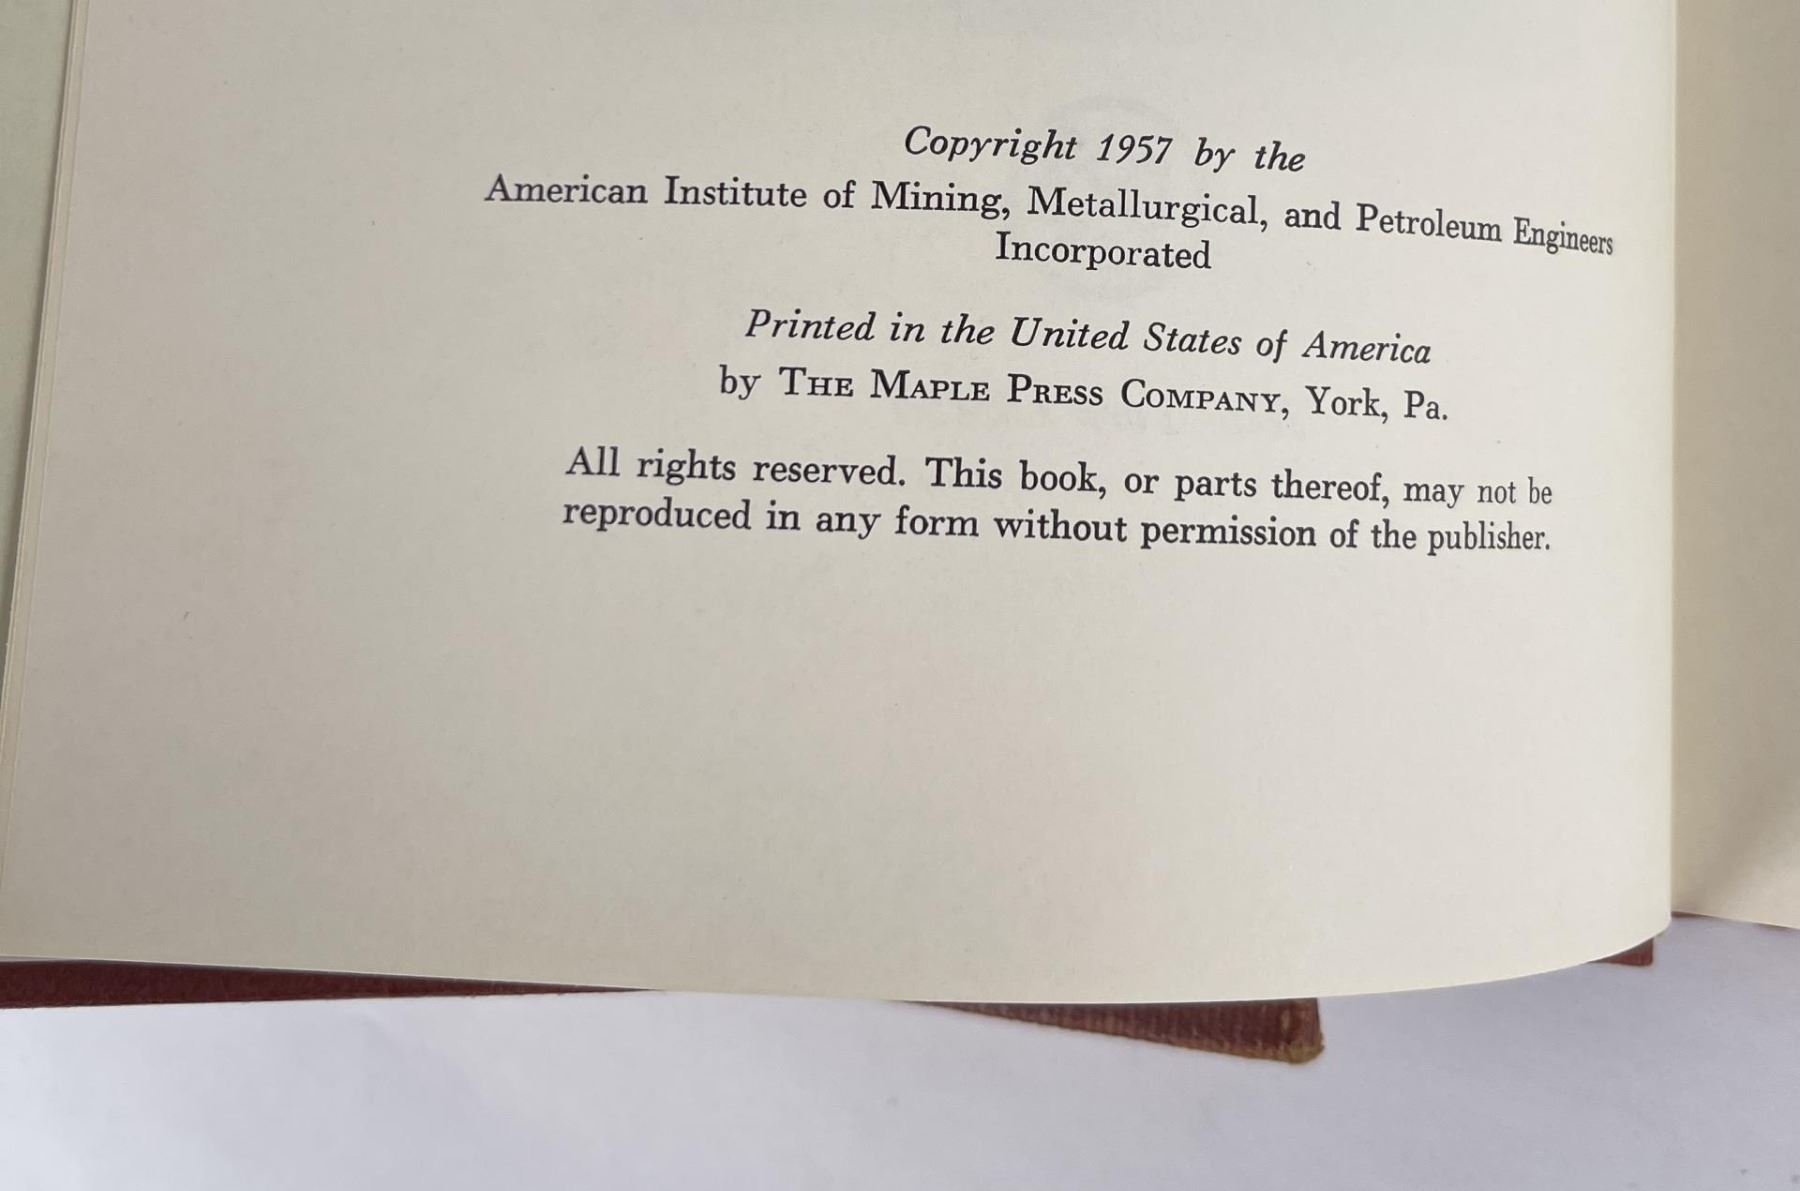 Copyright 1957 by the
American Institute of Mining, Metallurgical, and Petroleum Engineers
Incorporated
Printed in the United States of America
by THE MAPLE PRESS COMPANY, York, Pa.
All rights reserved. This book, or parts thereof, may not be
reproduced in any form without permission of the publisher.